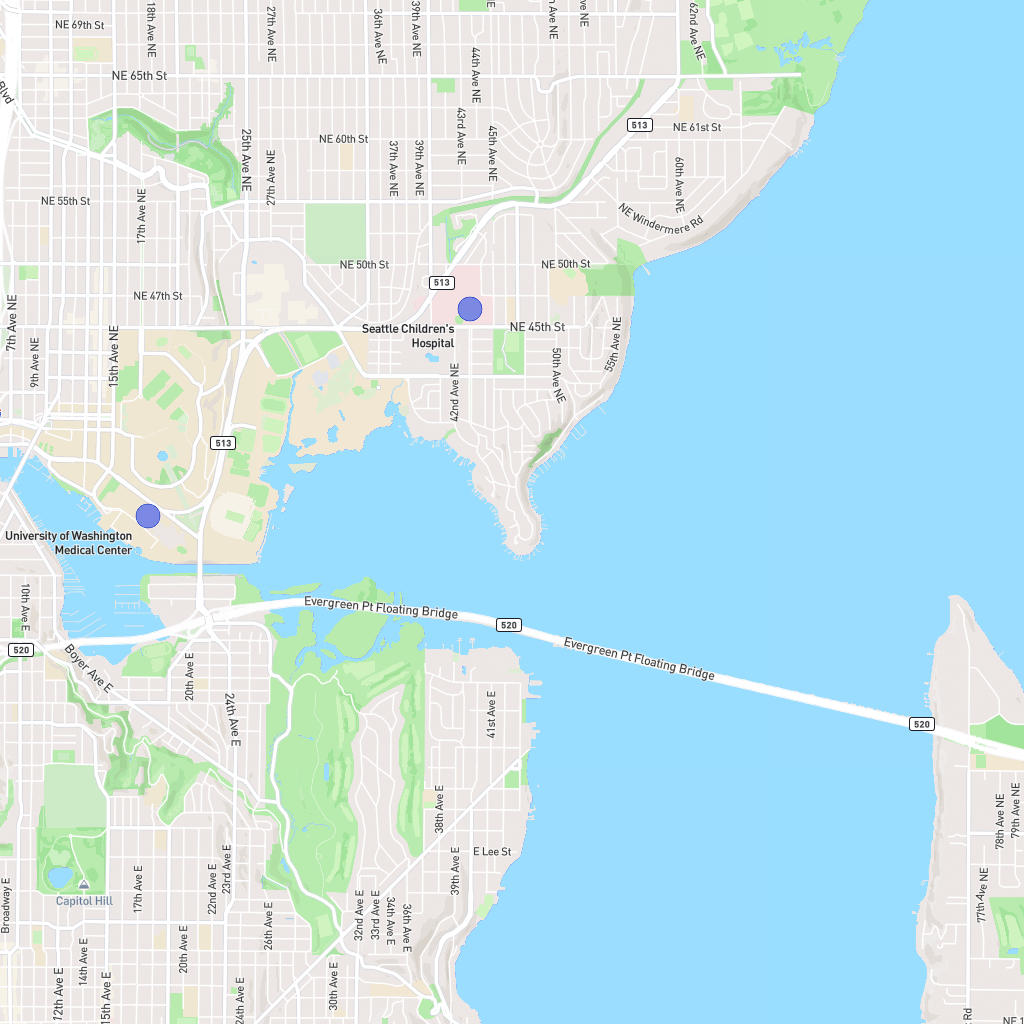 NE 69th St
18th Ave NE
27th Ave NE
36th Ave NE
39th Ave NE
NE
NE
62nd Ave NE
NE 65th St
44th Ave NE
Blvd
513
NE 61st St
NE 60th St
43rd Ave NE
45th Ave NE
25th Ave NE
27th Ave NE
37th Ave NE
39th Ave NE
60th Ave NE
17th Ave NE
NE 55th St
NE Windermere Rd
NE 50th St
NE 50th St
513
NE 47th St
7th Ave NE
Seattle Children's
Hospital
NE 45th St
9th Ave NE
15th Ave NE
55th Ave NE
50th Ave NE
42nd Ave NE
513
University of Washington
Medical Center
10th Ave E
Evergreen Pt Floating Bridge
520
Evergreen Pt Floating Bridge
520
Boyer Ave E
20th Ave E
24th Ave E
41st Ave E
520
38th Ave E
78th Ave NE
79th Ave NE
E Lee St
39th Ave E
23rd Ave E
22nd Ave E
17th Ave E
Capitol Hill
Broadway E
77th Ave NE
26th Ave E
32nd Ave E
33rd Ave E
34th Ave E
36th Ave E
20th Ave E
14th Ave E
12th Ave E
15th Ave E
30th Ave E
24th Ave E
Rd
NE 1